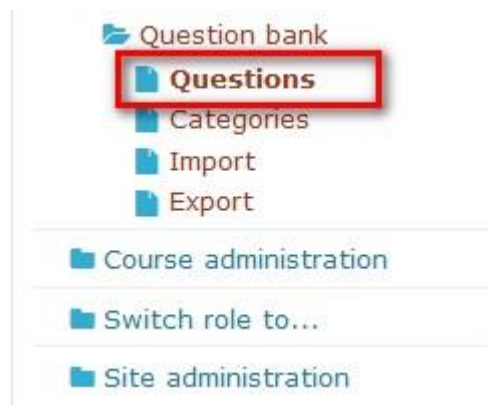 Question bank
Questions
Categories
Import
Export
Course administration
Switch role to...
Site administration